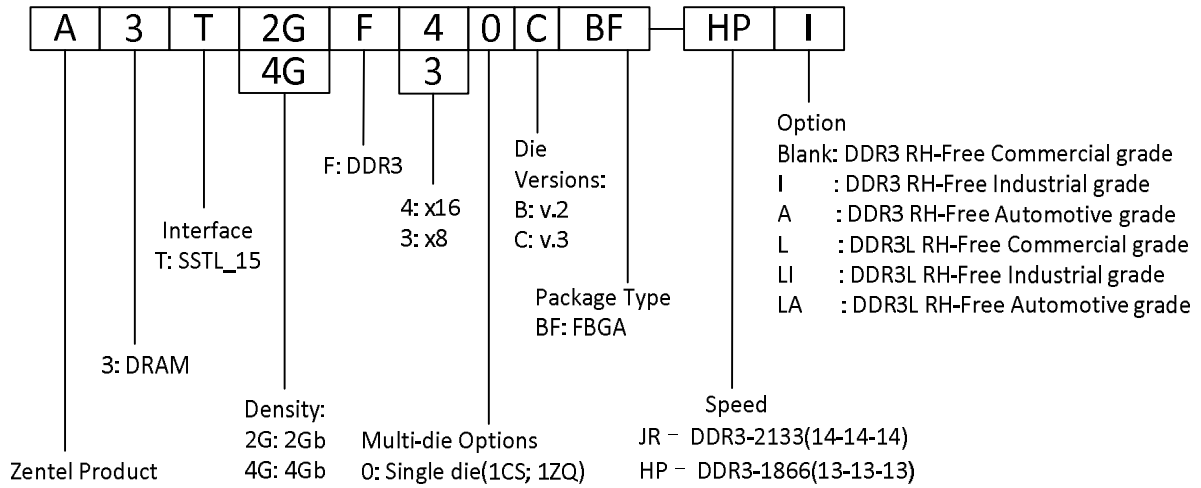 A 3 T 2G F 4 0 C BF HP I
4G 3
Option
Blank: DDR3 RH-Free Commercial grade
I : DDR3 RH-Free Industrial grade
A : DDR3 RH-Free Automotive grade
L : DDR3L RH-Free Commercial grade
LI : DDR3L RH-Free Industrial grade
LA : DDR3L RH-Free Automotive grade
Die
Versions:
B: v.2
C: v.3
F: DDR3
4: x16
3: x8
Interface
T: SSTL_15
Package Type
BF: FBGA
3: DRAM
Density:
2G: 2Gb
4G: 4Gb
Multi-die Options
0: Single die(1CS; 1ZQ)
Speed
JR – DDR3-2133(14-14-14)
HP – DDR3-1866(13-13-13)
Zentel Product